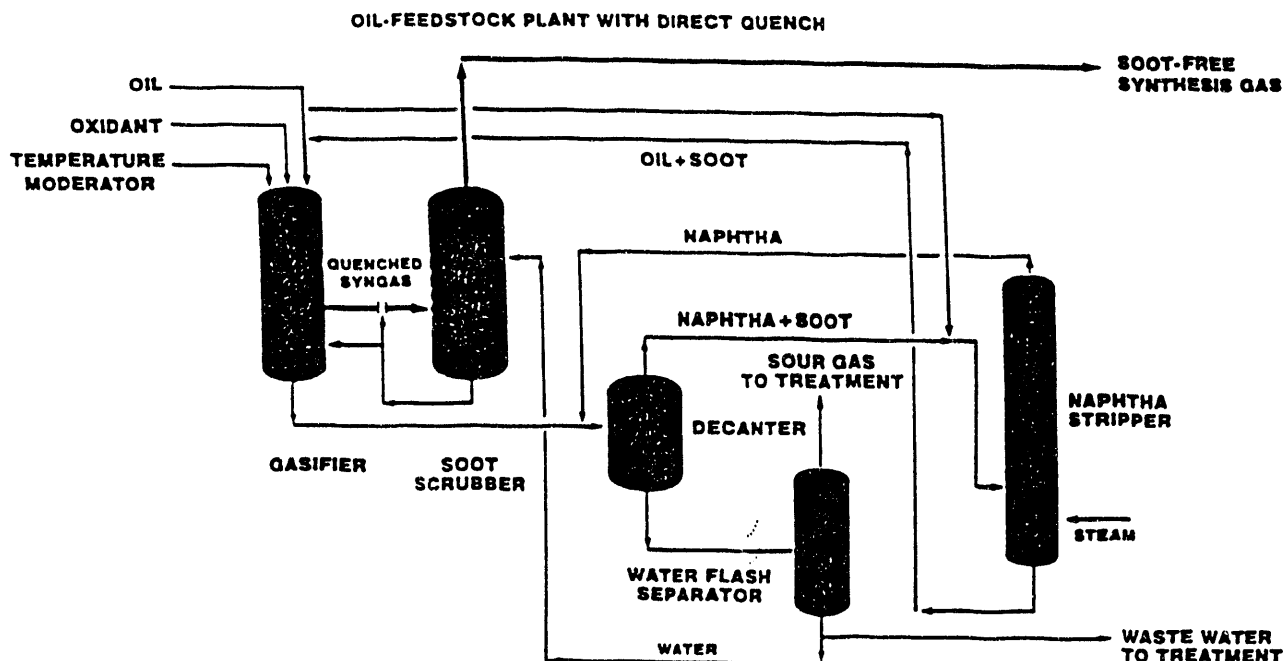 OIL-FEEDSTOCK PLANT WITH DIRECT QUENCH
SOOT-FREE
SYNTHESIS GAS
OIL
OXIDANT
TEMPERATURE
MODERATOR
OIL+SOOT
NAPHTHA
QUENCHED
SYNGAS
NAPHTHA+SOOT
SOUR GAS
TO TREATMENT
NAPHTHA
STRIPPER
DECANTER
GASIFIER
SOOT
SCRUBBER
STEAM
WATER FLASH
SEPARATOR
WATER
WASTE WATER
TO TREATMENT